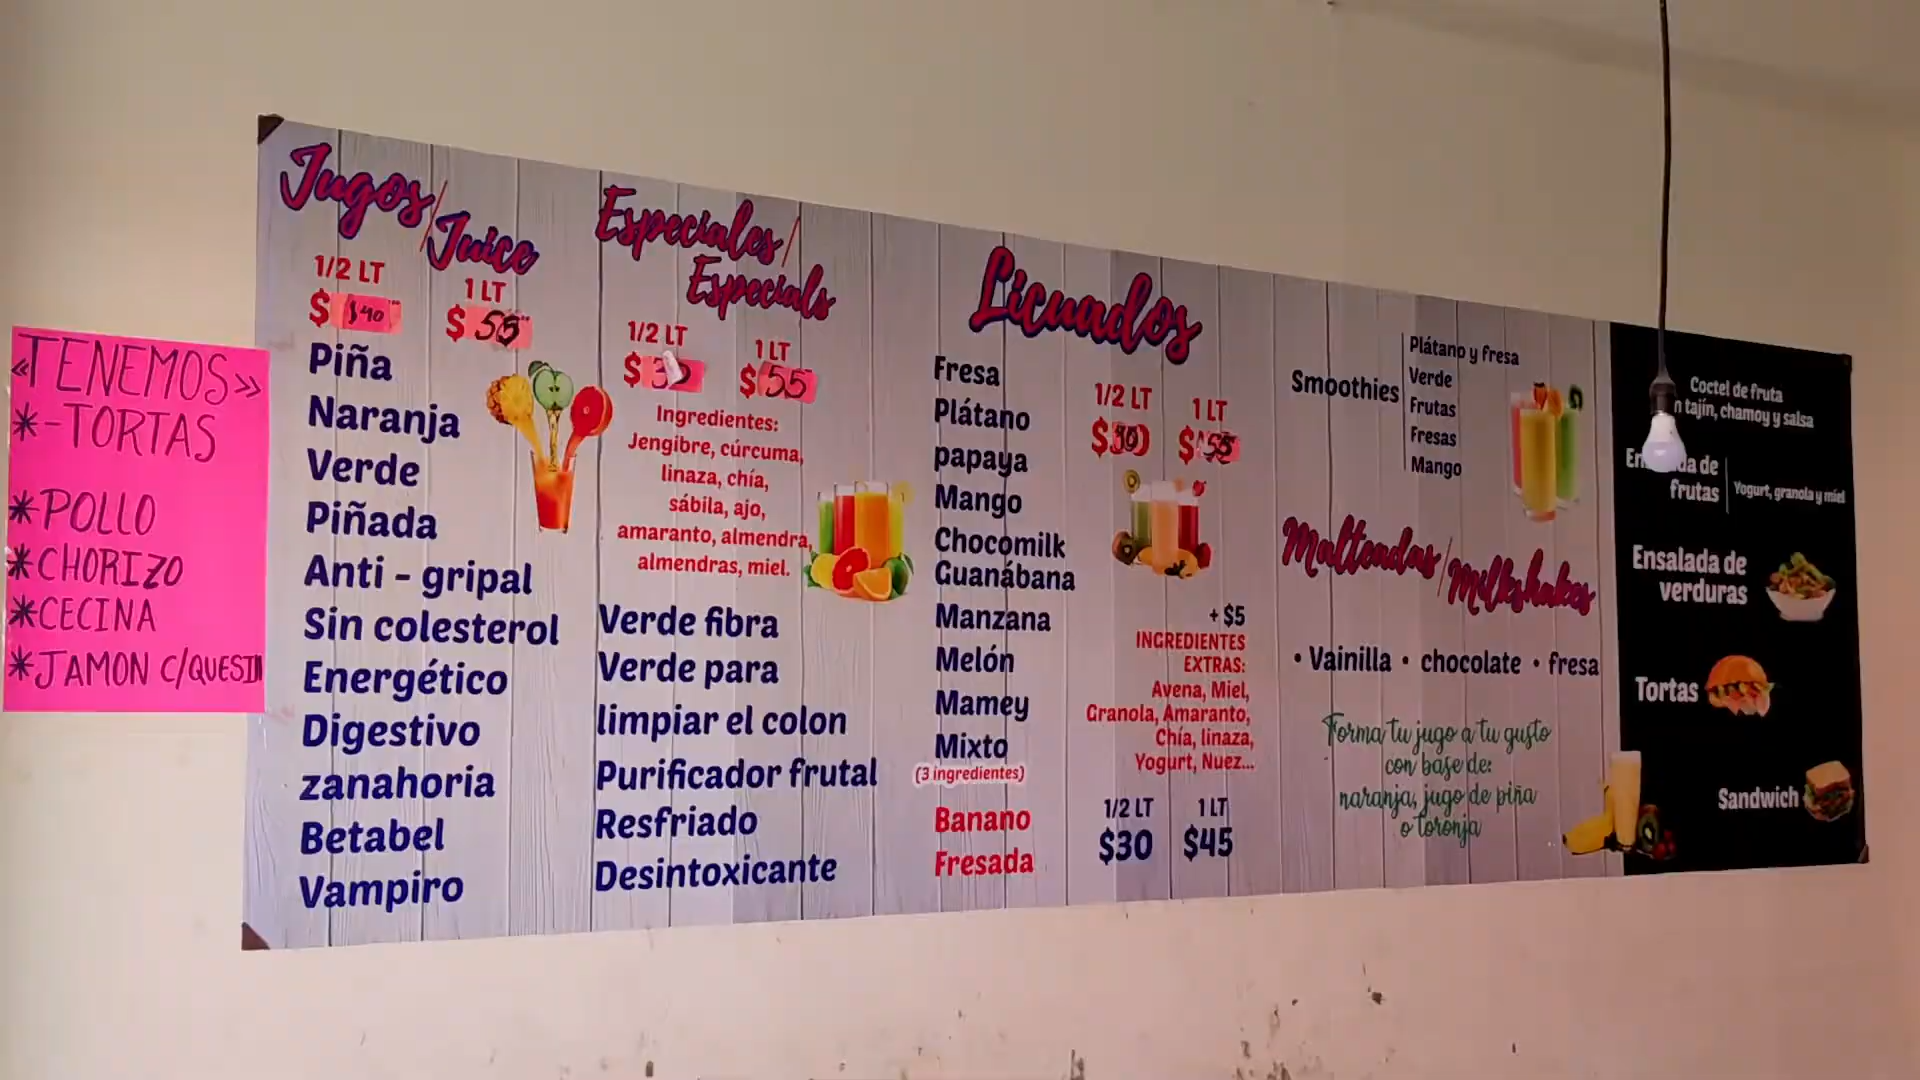 «TENEMOS»
*-TORTAS
*POLLO
*CHORIZO
*CECINA
*JAMON C/QUESIN
Jugos/Juice
1/2 LT
1 LT
$ $40
$ 55
Piña
Naranja
Verde
Piñada
Anti - gripal
Sin colesterol
Energético
Digestivo
zanahoria
Betabel
Vampiro
Especiales/
Especials
1/2 LT
1 LT
$
$ 55
Ingredientes:
Jengibre, cúrcuma,
linaza, chía,
sábila, ajo,
amaranto, almendra,
almendras, miel.
Verde fibra
Verde para
limpiar el colon
Purificador frutal
Resfriado
Desintoxicante
Licuados
Fresa
Plátano
papaya
Mango
Chocomilk
Guanábana
Manzana
Melón
Mamey
Mixto
(3 ingredientes)
Banano
Fresada
1/2 LT
1 LT
$
$ 55
+ $5
INGREDIENTES
EXTRAS:
Avena, Miel,
Granola, Amaranto,
Chía, linaza,
Yogurt, Nuez...
1/2 LT
1 LT
$30
$45
Smoothies
Plátano y fresa
Verde
Frutas
Fresas
Mango
Malteadas/Milkshakes
• Vainilla • chocolate • fresa
Forma tu jugo a tu gusto
con base de:
naranja, jugo de piña
o toronja
Coctel de fruta
n tajín, chamoy y salsa
da de
frutas
Yogurt, granola y miel
Ensalada de
verduras
Tortas
Sandwich